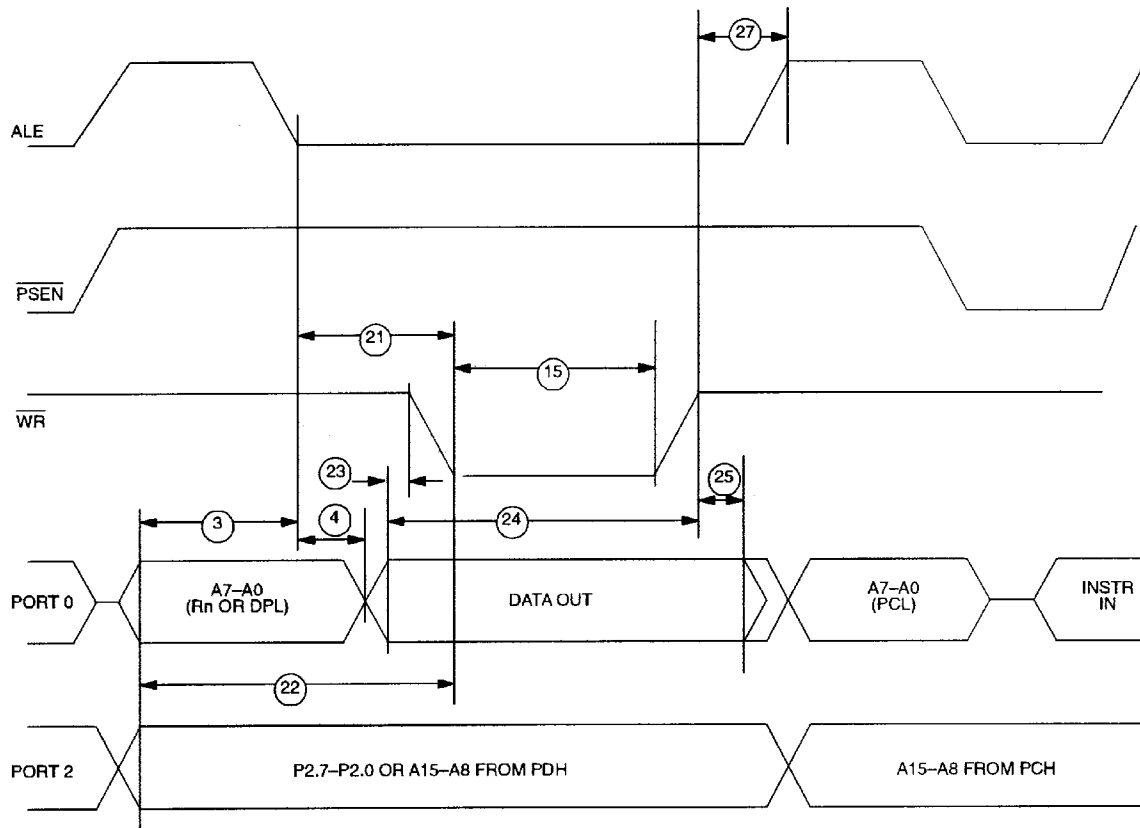 27
ALE
PSEN
21
15
WR
23
25
3
4
24
PORT 0
A7–A0
(Rn OR DPL)
DATA OUT
A7–A0
(PCL)
INSTR
IN
22
PORT 2
P2.7–P2.0 OR A15–A8 FROM PDH
A15–A8 FROM PCH